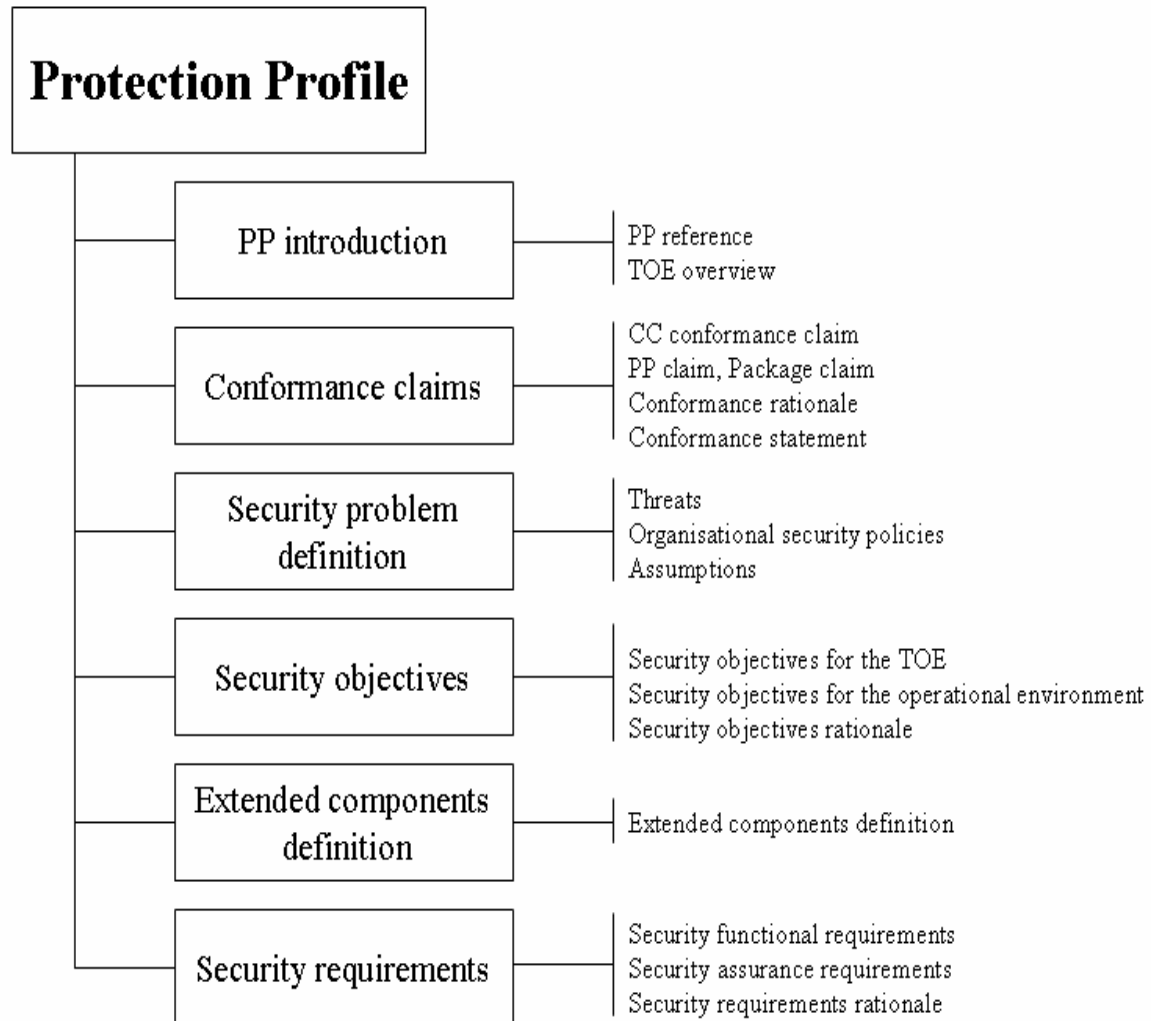 Protection Profile
PP introduction
PP reference
TOE overview
Conformance claims
CC conformance claim
PP claim, Package claim
Conformance rationale
Conformance statement
Security problem
definition
Threats
Organisational security policies
Assumptions
Security objectives
Security objectives for the TOE
Security objectives for the operational environment
Security objectives rationale
Extended components
definition
Extended components definition
Security requirements
Security functional requirements
Security assurance requirements
Security requirements rationale